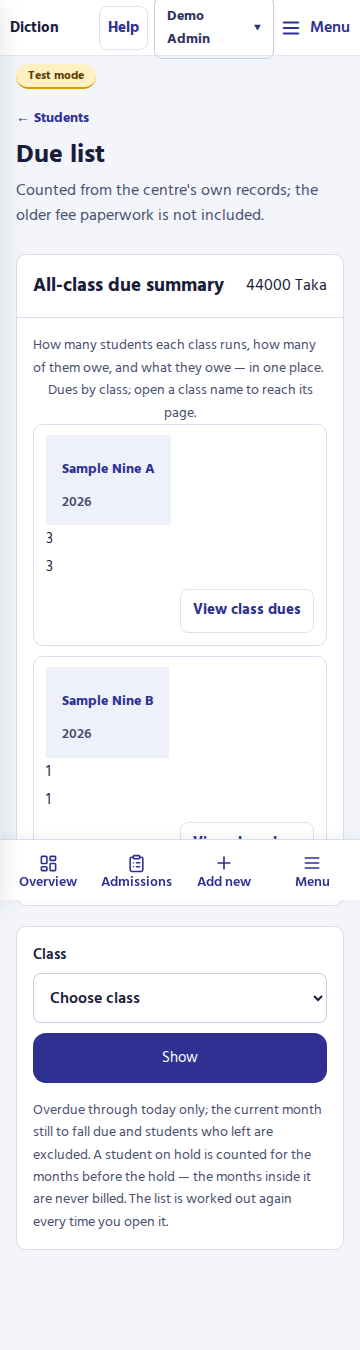 Diction
Help
Demo
Admin
Menu
Test mode
← Students
Due list
Counted from the centre's own records; the
older fee paperwork is not included.
All-class due summary
44000 Taka
How many students each class runs, how many
of them owe, and what they owe — in one place.
Dues by class; open a class name to reach its
page.
Sample Nine A
2026
3
3
View class dues
Sample Nine B
2026
1
1
Overview
Admissions
Add new
Menu
Class
Choose class
Show
Overdue through today only; the current month
still to fall due and students who left are
excluded. A student on hold is counted for the
months before the hold — the months inside it
are never billed. The list is worked out again
every time you open it.